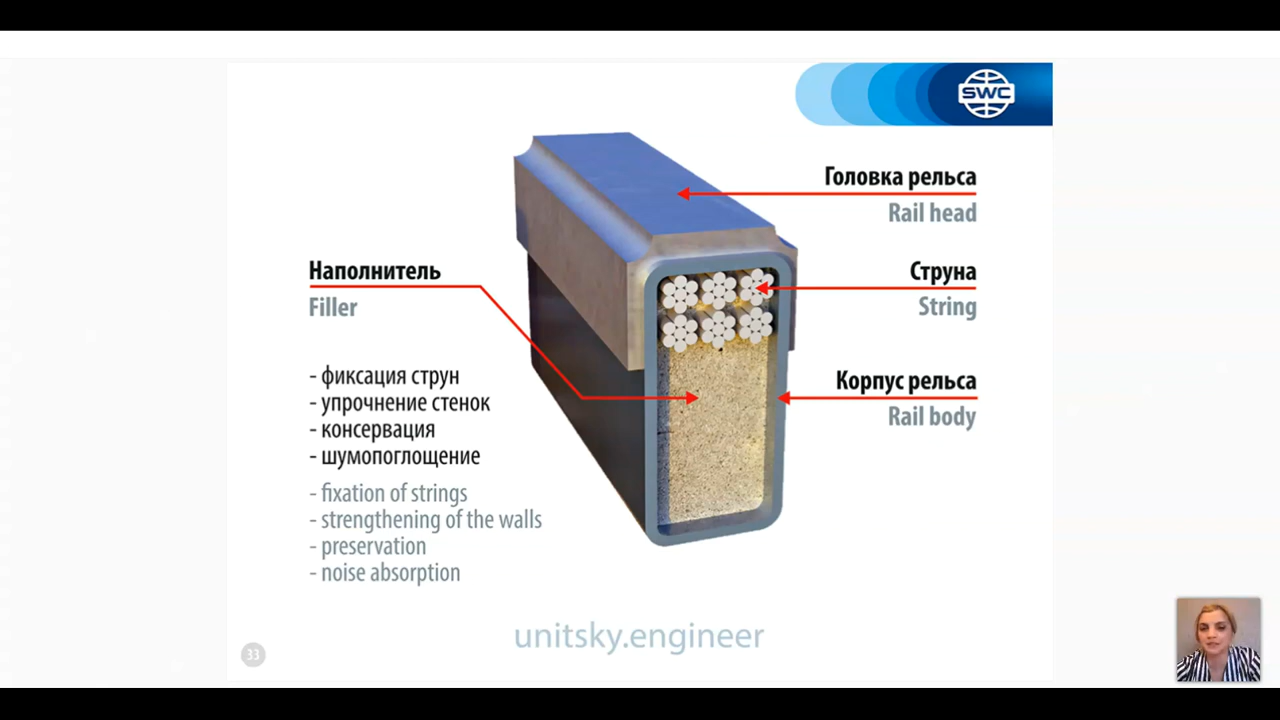 SWC
Головка рельса
Rail head
Наполнитель
Filler
Струна
String
Корпус рельса
Rail body
- фиксация струн
- упрочнение стенок
- консервация
- шумопоглощение
- fixation of strings
- strengthening of the walls
- preservation
- noise absorption
unitsky.engineer
33